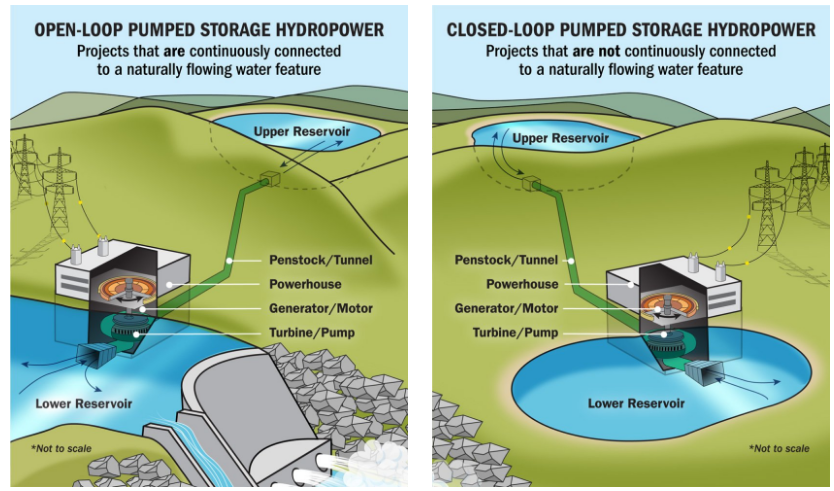 OPEN-LOOP PUMPED STORAGE HYDROPOWER
Projects that are continuously connected
to a naturally flowing water feature
Upper Reservoir
Penstock/Tunnel
Powerhouse
Generator/Motor
Turbine/Pump
Lower Reservoir
*Not to scale
CLOSED-LOOP PUMPED STORAGE HYDROPOWER
Projects that are not continuously connected
to a naturally flowing water feature
Upper Reservoir
Penstock/Tunnel
Powerhouse
Generator/Motor
Turbine/Pump
Lower Reservoir
*Not to scale